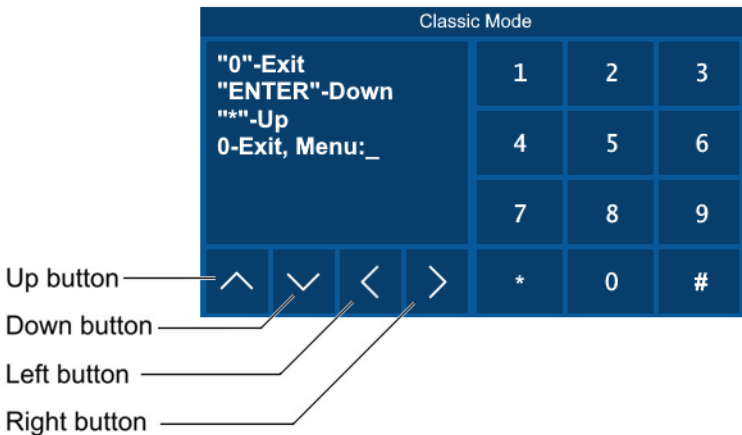 Classic Mode
"0"-Exit
"ENTER"-Down
"*"-Up
0-Exit, Menu:_
1 2 3
4 5 6
7 8 9
* 0 #
Up button
Down button
Left button
Right button